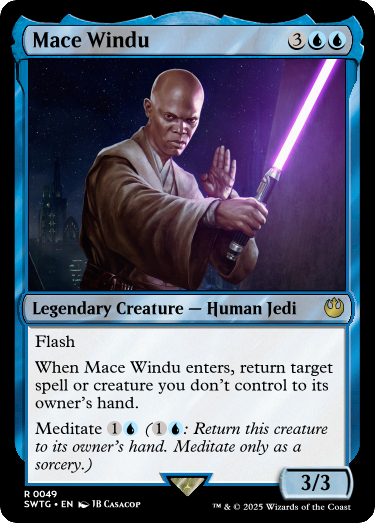 Mace Windu 3
Legendary Creature — Human Jedi
Flash
When Mace Windu enters, return target
spell or creature you don't control to its
owner's hand.
Meditate 1 (1: Return this creature
to its owner's hand. Meditate only as a
sorcery.)
3/3
R 0049
SWTG • EN JB Casacop
™ & © 2025 Wizards of the Coast